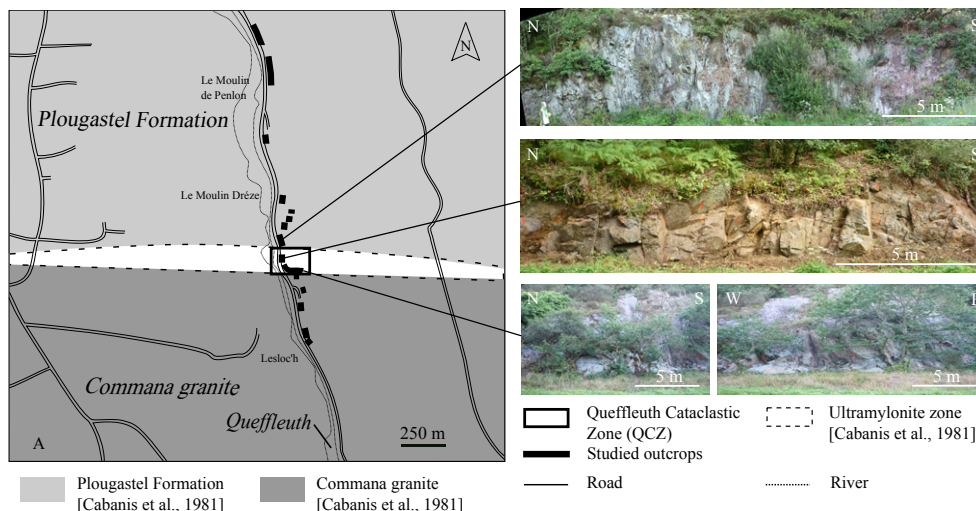 N
Le Moulin
de Penlon
Plougastel Formation
Le Moulin Dréze
Lesloc'h
Commana granite
Queffleuth
A
250 m
N
S
5 m
N
S
5 m
N
S
5 m
W
E
5 m
Queffleuth Cataclastic
Zone (QCZ)
Studied outcrops
Road
Ultramylonite zone
[Cabanis et al., 1981]
River
Plougastel Formation
[Cabanis et al., 1981]
Commana granite
[Cabanis et al., 1981]